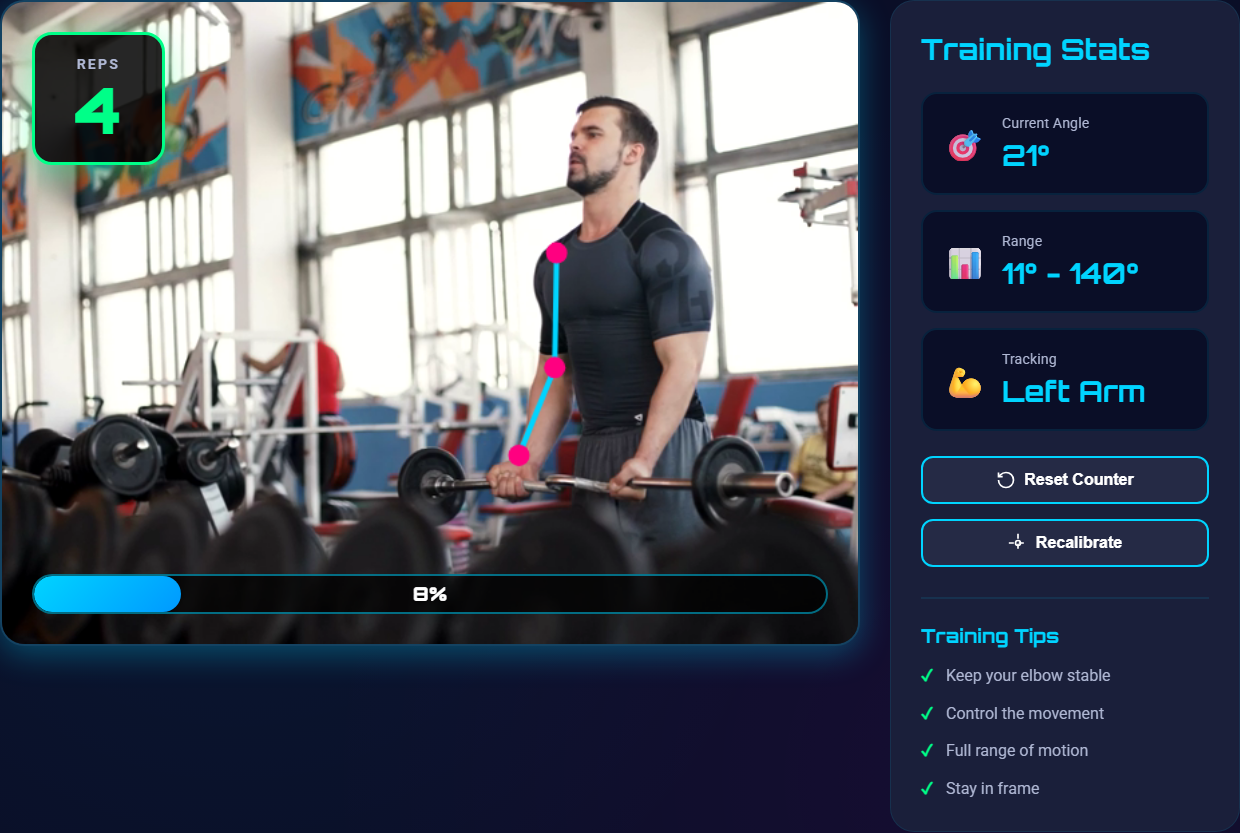 REPS
4
8%
Training Stats
Current Angle
21°
Range
11° - 140°
Tracking
Left Arm
Reset Counter
Recalibrate
Training Tips
✓ Keep your elbow stable
✓ Control the movement
✓ Full range of motion
✓ Stay in frame